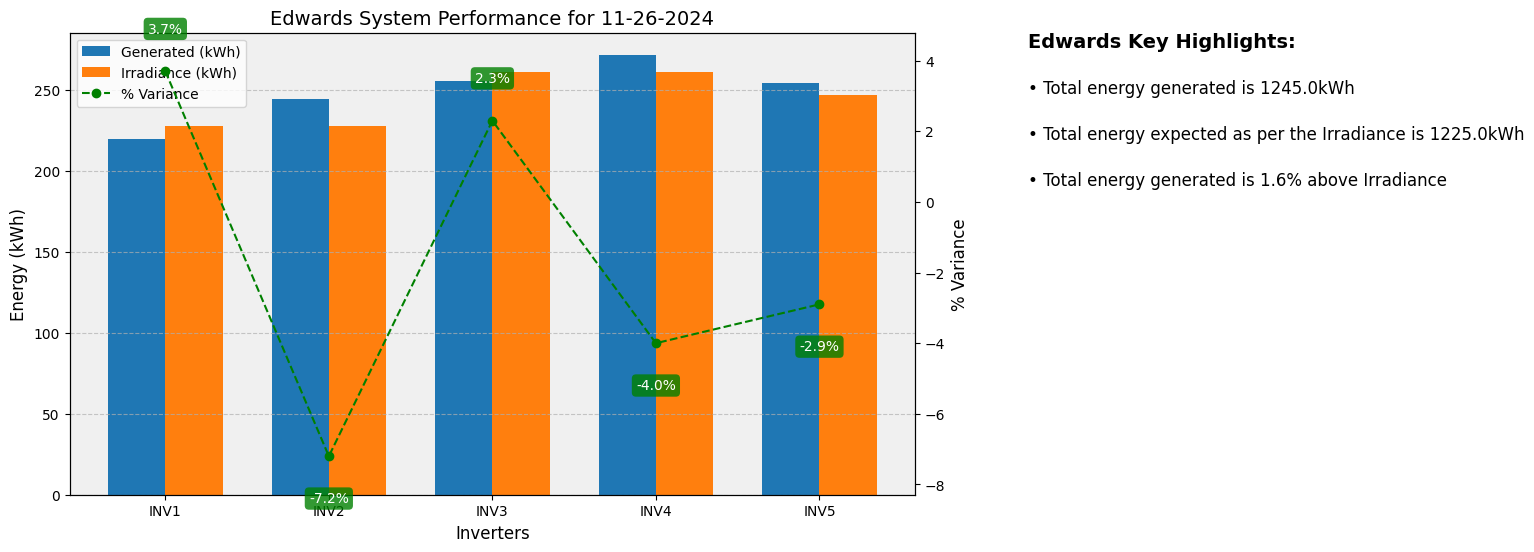 Edwards System Performance for 11-26-2024
3.7%
Generated (kWh)
Irradiance (kWh)
% Variance
2.3%
-7.2%
-4.0%
-2.9%
Energy (kWh)
250
200
150
100
50
0
4
2
0
−2
−4
−6
−8
% Variance
INV1
INV2
INV3
INV4
INV5
Inverters
Edwards Key Highlights:
• Total energy generated is 1245.0kWh
• Total energy expected as per the Irradiance is 1225.0kWh
• Total energy generated is 1.6% above Irradiance